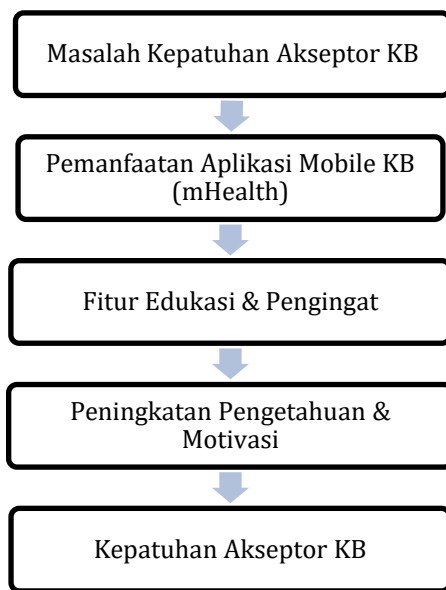 Masalah Kepatuhan Akseptor KB
Pemanfaatan Aplikasi Mobile KB
(mHealth)
Fitur Edukasi & Pengingat
Peningkatan Pengetahuan &
Motivasi
Kepatuhan Akseptor KB